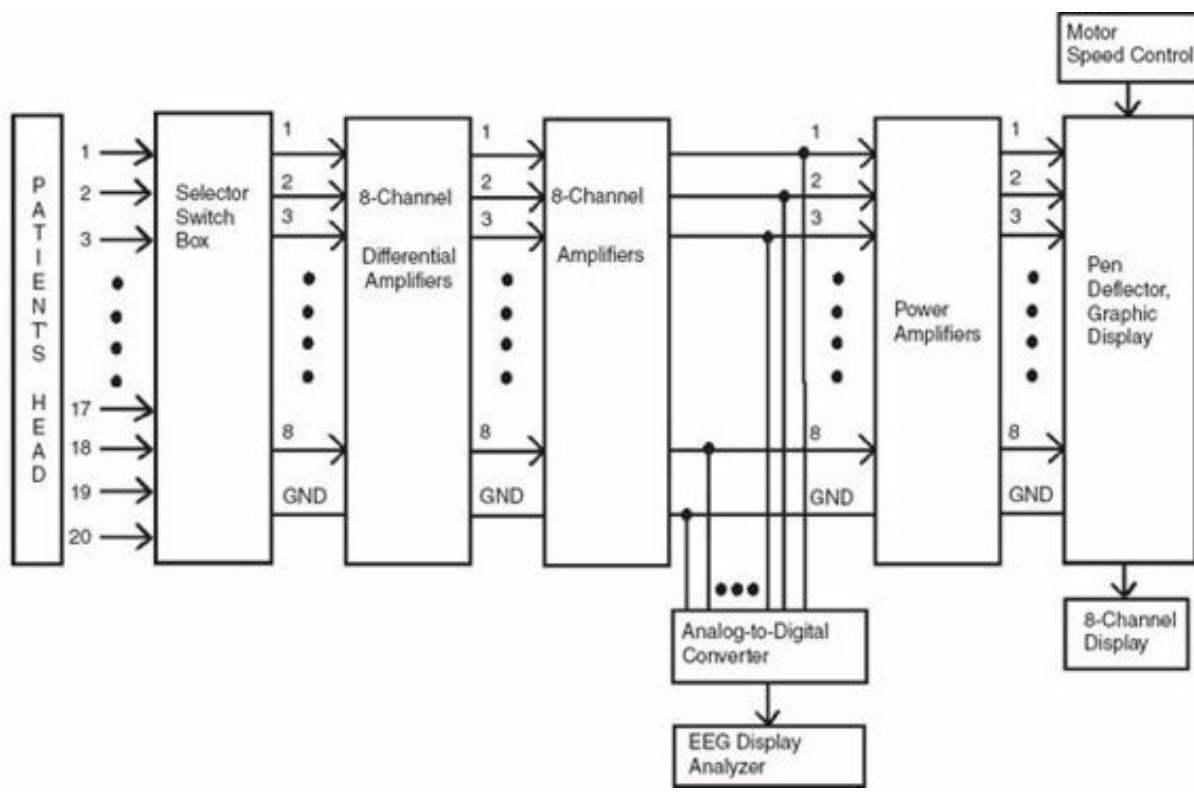 Motor
Speed Control
PATIENT'S HEAD
1
2
3
17
18
19
20
Selector
Switch
Box
1
2
3
8
GND
8-Channel
Differential
Amplifiers
1
2
3
8
GND
8-Channel
Amplifiers
1
2
3
8
GND
Power
Amplifiers
1
2
3
8
GND
Pen
Deflector,
Graphic
Display
8-Channel
Display
Analog-to-Digital
Converter
EEG Display
Analyzer